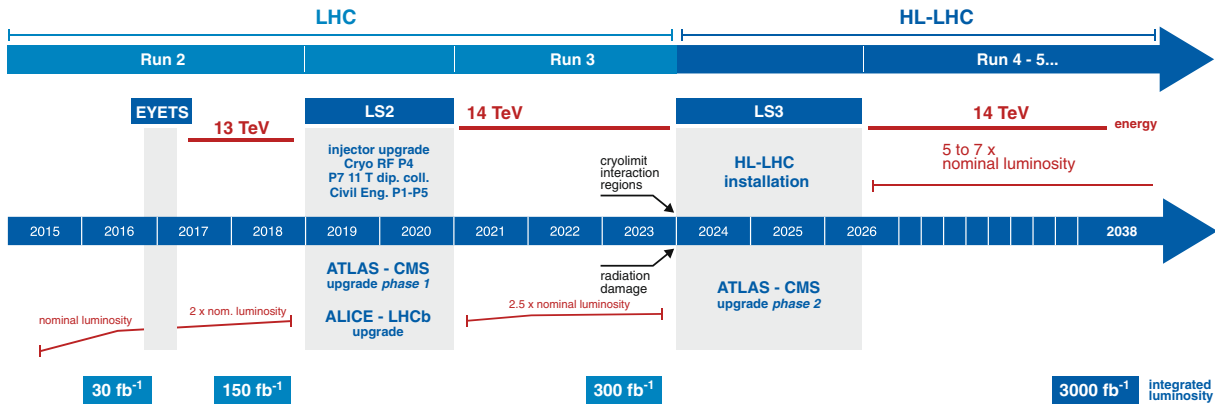 LHC
HL-LHC
Run 2
Run 3
Run 4 - 5...
EYETS
13 TeV
LS2
14 TeV
LS3
14 TeV
energy
injector upgrade
Cryo RF P4
P7 11 T dip. coll.
Civil Eng. P1-P5
cryolimit
interaction
regions
HL-LHC
installation
5 to 7 x
nominal luminosity
2015 2016 2017 2018 2019 2020 2021 2022 2023 2024 2025 2026 2038
ATLAS - CMS
upgrade phase 1
ALICE - LHCb
upgrade
radiation
damage
ATLAS - CMS
upgrade phase 2
nominal luminosity
2 x nom. luminosity
2.5 x nominal luminosity
30 fb⁻¹
150 fb⁻¹
300 fb⁻¹
3000 fb⁻¹
integrated
luminosity